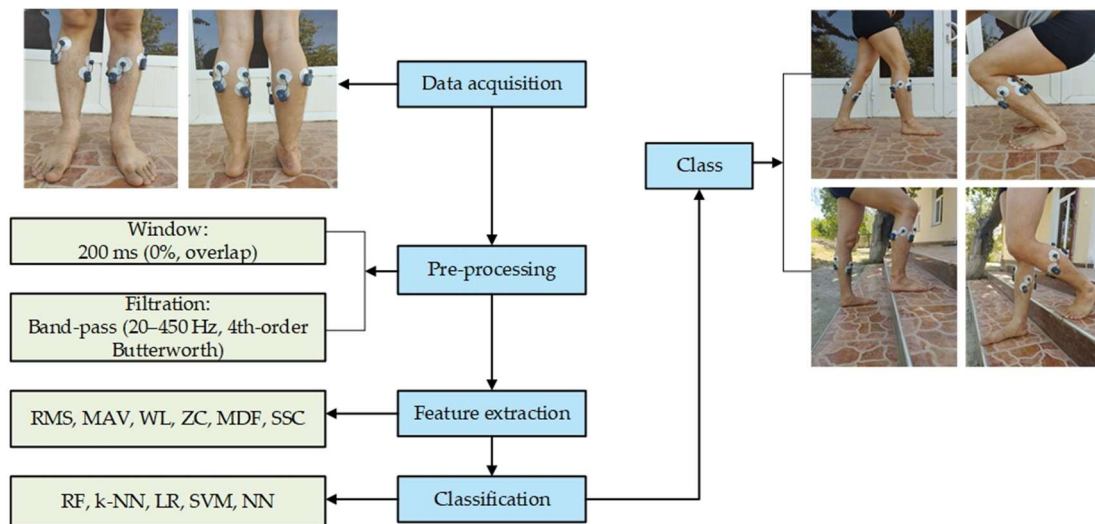 Data acquisition
Class
Window:
200 ms (0%, overlap)
Pre-processing
Filtration:
Band-pass (20–450 Hz, 4th-order
Butterworth)
RMS, MAV, WL, ZC, MDF, SSC
Feature extraction
RF, k-NN, LR, SVM, NN
Classification